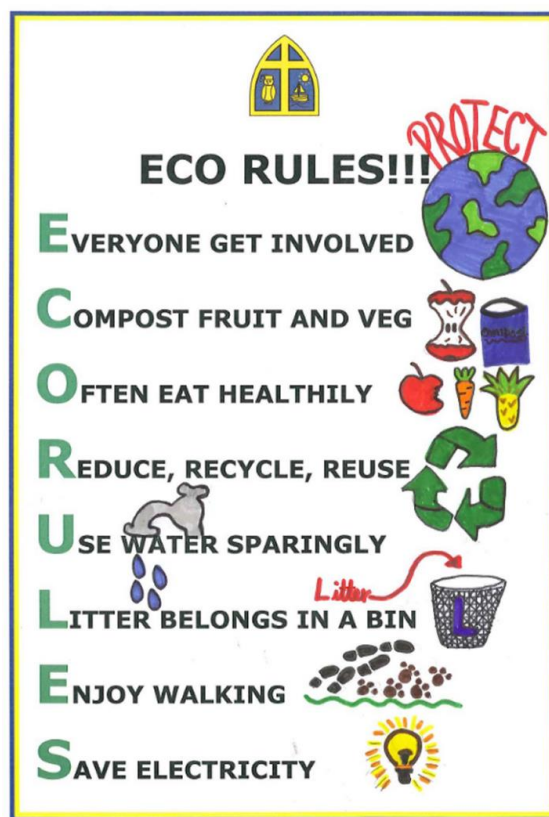 PROTECT
ECO RULES!!!
EVERYONE GET INVOLVED
COMPOST FRUIT AND VEG
compost
OFTEN EAT HEALTHILY
REDUCE, RECYCLE, REUSE
USE WATER SPARINGLY
Litter
LITTER BELONGS IN A BIN
L
ENJOY WALKING
SAVE ELECTRICITY